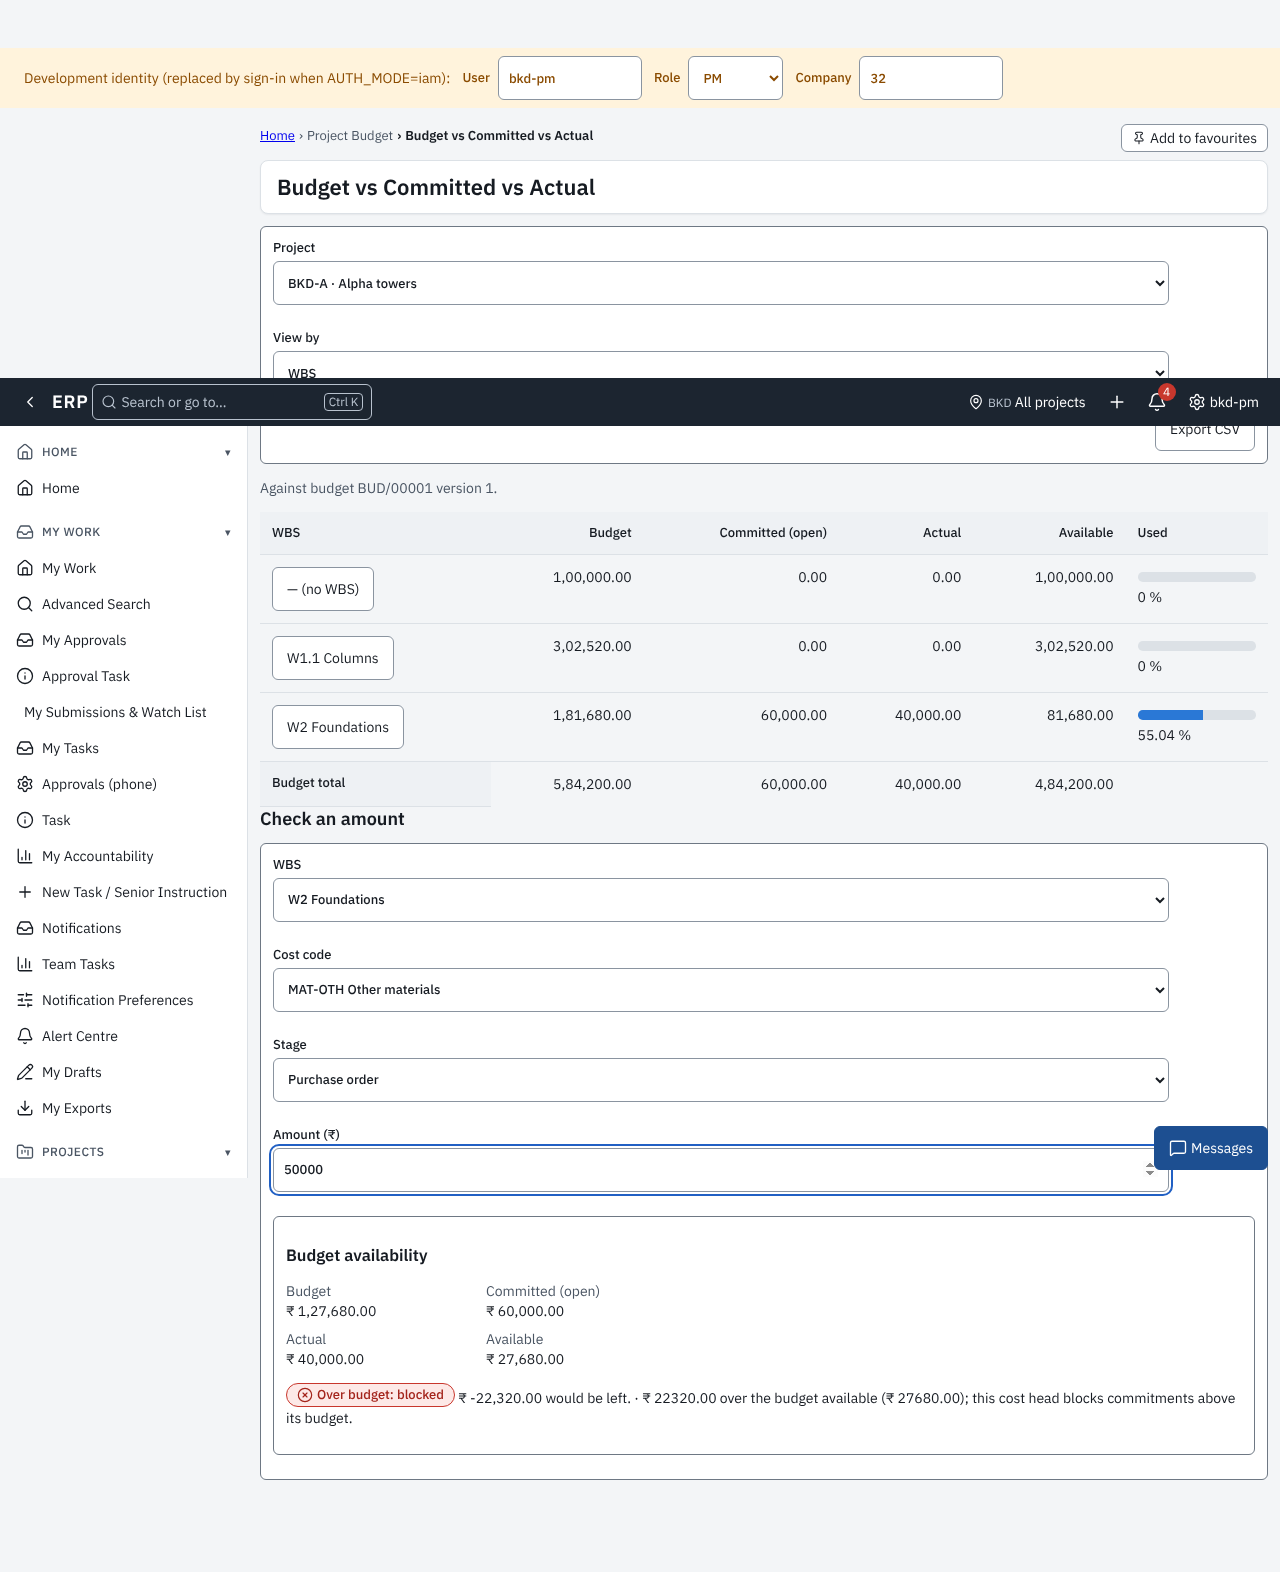 Development identity (replaced by sign-in when AUTH_MODE=iam): User bkd-pm Role PM Company 32
Home › Project Budget › Budget vs Committed vs Actual
Add to favourites
Budget vs Committed vs Actual
Project
BKD-A · Alpha towers
View by
WBS
ERP Search or go to... Ctrl K BKD All projects 4 bkd-pm
Export CSV
HOME
Home
MY WORK
My Work
Advanced Search
My Approvals
Approval Task
My Submissions & Watch List
My Tasks
Approvals (phone)
Task
My Accountability
New Task / Senior Instruction
Notifications
Team Tasks
Notification Preferences
Alert Centre
My Drafts
My Exports
PROJECTS
Against budget BUD/00001 version 1.
WBS Budget Committed (open) Actual Available Used
— (no WBS) 1,00,000.00 0.00 0.00 1,00,000.00 0 %
W1.1 Columns 3,02,520.00 0.00 0.00 3,02,520.00 0 %
W2 Foundations 1,81,680.00 60,000.00 40,000.00 81,680.00 55.04 %
Budget total 5,84,200.00 60,000.00 40,000.00 4,84,200.00
Check an amount
WBS
W2 Foundations
Cost code
MAT-OTH Other materials
Stage
Purchase order
Amount (₹)
50000
Messages
Budget availability
Budget Committed (open)
₹ 1,27,680.00 ₹ 60,000.00
Actual Available
₹ 40,000.00 ₹ 27,680.00
Over budget: blocked ₹ -22,320.00 would be left. · ₹ 22320.00 over the budget available (₹ 27680.00); this cost head blocks commitments above
its budget.